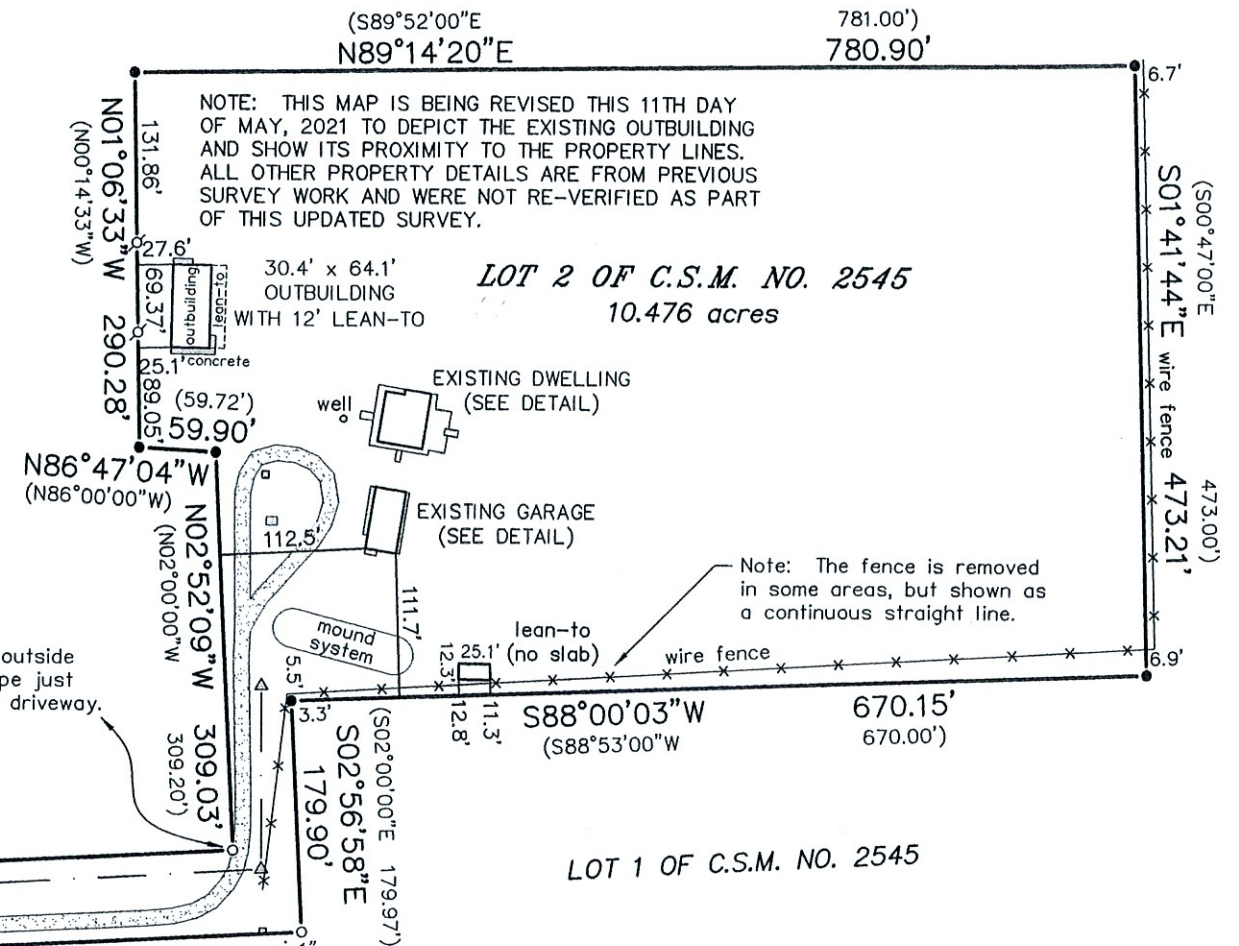 (S89°52'00"E 781.00')
N89°14'20"E 780.90'
6.7'
NOTE: THIS MAP IS BEING REVISED THIS 11TH DAY
OF MAY, 2021 TO DEPICT THE EXISTING OUTBUILDING
AND SHOW ITS PROXIMITY TO THE PROPERTY LINES.
ALL OTHER PROPERTY DETAILS ARE FROM PREVIOUS
SURVEY WORK AND WERE NOT RE-VERIFIED AS PART
OF THIS UPDATED SURVEY.
N01°06'33"W 290.28'
(N00°14'33"W)
131.86'
27.6'
69.37'
outbuilding
lean-to
25.1'
concrete
89.05'
30.4' x 64.1'
OUTBUILDING
WITH 12' LEAN-TO
LOT 2 OF C.S.M. NO. 2545
10.476 acres
S01°41'44"E wire fence 473.21'
(S00°47'00"E 473.00')
(59.72')
59.90'
N86°47'04"W
(N86°00'00"W)
well
EXISTING DWELLING
(SEE DETAIL)
EXISTING GARAGE
(SEE DETAIL)
112.5'
111.7'
N02°52'09"W 309.03'
(N02°00'00"W 309.20')
mound
system
Note: The fence is removed
in some areas, but shown as
a continuous straight line.
lean-to
(no slab)
25.1'
12.3'
12.8'
11.3'
wire fence
6.9'
5.5'
3.3'
S88°00'03"W 670.15'
(S88°53'00"W 670.00')
outside
pe just
driveway.
S02°56'58"E 179.90'
(S02°00'00"E 179.97')
LOT 1 OF C.S.M. NO. 2545